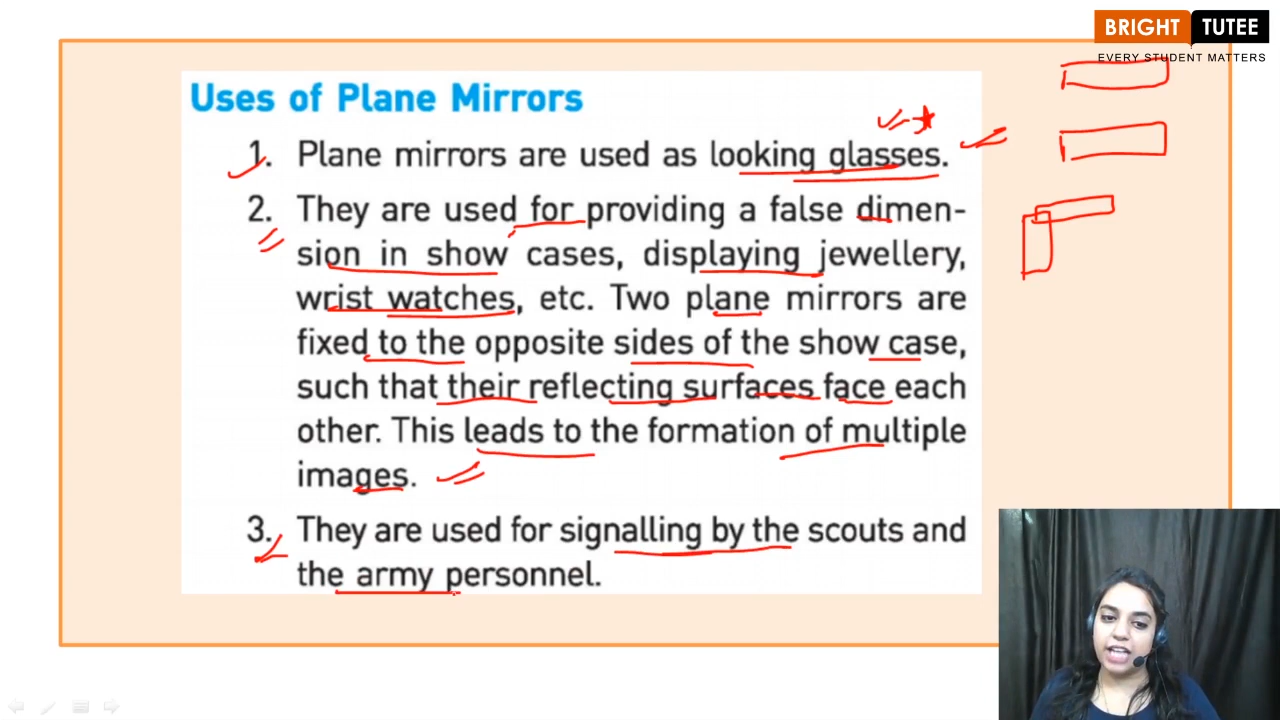 BRIGHT TUTEE
EVERY STUDENT MATTERS
Uses of Plane Mirrors
1. Plane mirrors are used as looking glasses.
2. They are used for providing a false dimen-
sion in show cases, displaying jewellery,
wrist watches, etc. Two plane mirrors are
fixed to the opposite sides of the show case,
such that their reflecting surfaces face each
other. This leads to the formation of multiple
images.
3. They are used for signalling by the scouts and
the army personnel.